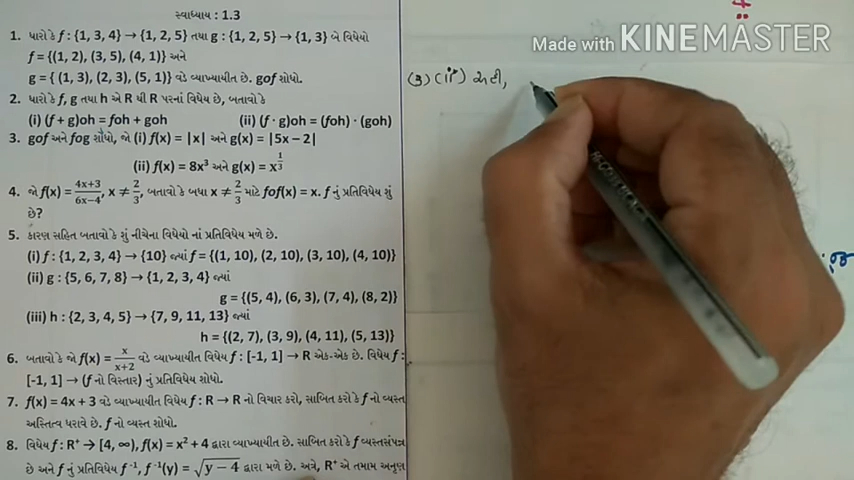 સ્વાધ્યાય : 1.3
1. ધારો કે f : {1, 3, 4} → {1, 2, 5} તથા g : {1, 2, 5} → {1, 3} બે વિધેયો
f = {(1, 2), (3, 5), (4, 1)} અને
g = { (1, 3), (2, 3), (5, 1)} વડે વ્યાખ્યાયીત છે. gof શોધો.
2. ધારો કે f, g તથા h એ R થી R પરનાં વિધેય છે, બતાવો કે
(i) (f + g)oh = foh + goh (ii) (f · g)oh = (foh) · (goh)
3. gof અને fog શોધો, જો (i) f(x) = |x| અને g(x) = |5x − 2|
(ii) f(x) = 8x³ અને g(x) = x^(1/3)
4. જો f(x) = (4x+3)/(6x−4), x ≠ 2/3, બતાવો કે બધા x ≠ 2/3 માટે fof(x) = x. f નું પ્રતિવિધેય શું
છે?
5. કારણ સહિત બતાવો કે શું નીચેના વિધેયો નાં પ્રતિવિધેય મળે છે.
(i) f : {1, 2, 3, 4} → {10} જ્યાં f = {(1, 10), (2, 10), (3, 10), (4, 10)}
(ii) g : {5, 6, 7, 8} → {1, 2, 3, 4} જ્યાં
g = {(5, 4), (6, 3), (7, 4), (8, 2)}
(iii) h : {2, 3, 4, 5} → {7, 9, 11, 13} જ્યાં
h = {(2, 7), (3, 9), (4, 11), (5, 13)}
6. બતાવો કે જો f(x) = x/(x+2) વડે વ્યાખ્યાયીત વિધેય f : [-1, 1] → R એક-એક છે. વિધેય f :
[-1, 1] → (f નો વિસ્તાર) નું પ્રતિવિધેય શોધો.
7. f(x) = 4x + 3 વડે વ્યાખ્યાયીત વિધેય f : R → R નો વિચાર કરો, સાબિત કરો કે f નો વ્યસ્ત
અસ્તિત્વ ધરાવે છે. f નો વ્યસ્ત શોધો.
8. વિધેય f : R⁺ → [4, ∞), f(x) = x² + 4 દ્વારા વ્યાખ્યાયીત છે. સાબિત કરો કે f વ્યસ્તસંપન્ન
છે અને f નું પ્રતિવિધેય f⁻¹, f⁻¹(y) = √(y − 4) દ્વારા મળે છે. અત્રે, R⁺ એ તમામ અનૃણ
(3) (ii) અહી,
Made with KINEMASTER